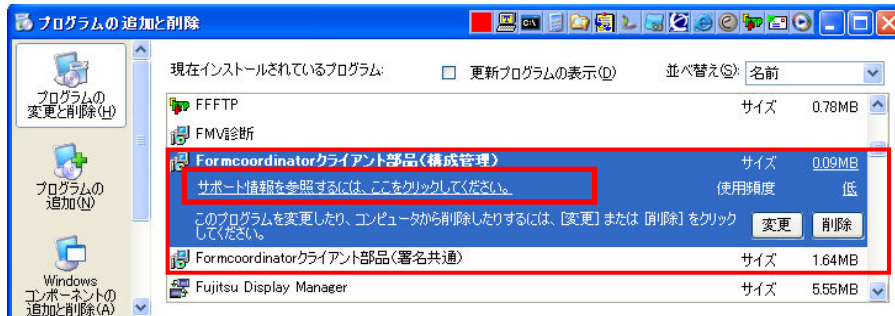 プログラムの追加と削除
現在インストールされているプログラム:
更新プログラムの表示(D)
並べ替え(S):
名前
プログラムの
変更と削除(H)
プログラムの
追加(N)
Windows
コンポーネントの
追加と削除(A)
FFFTP
サイズ 0.78MB
FMV診断
Formcoordinatorクライアント部品(構成管理)
サイズ 0.09MB
サポート情報を参照するには、ここをクリックしてください。
使用頻度 低
このプログラムを変更したり、コンピュータから削除したりするには、[変更] または [削除] をクリック
してください。
変更
削除
Formcoordinatorクライアント部品(署名共通)
サイズ 1.64MB
Fujitsu Display Manager
サイズ 5.55MB